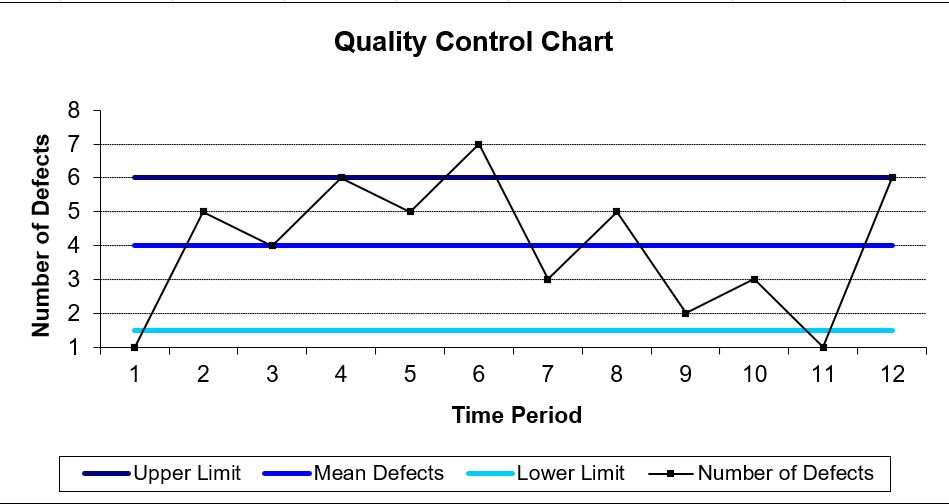 Quality Control Chart
8
7
6
5
4
3
2
1
Number of Defects
1 2 3 4 5 6 7 8 9 10 11 12
Time Period
Upper Limit Mean Defects Lower Limit Number of Defects